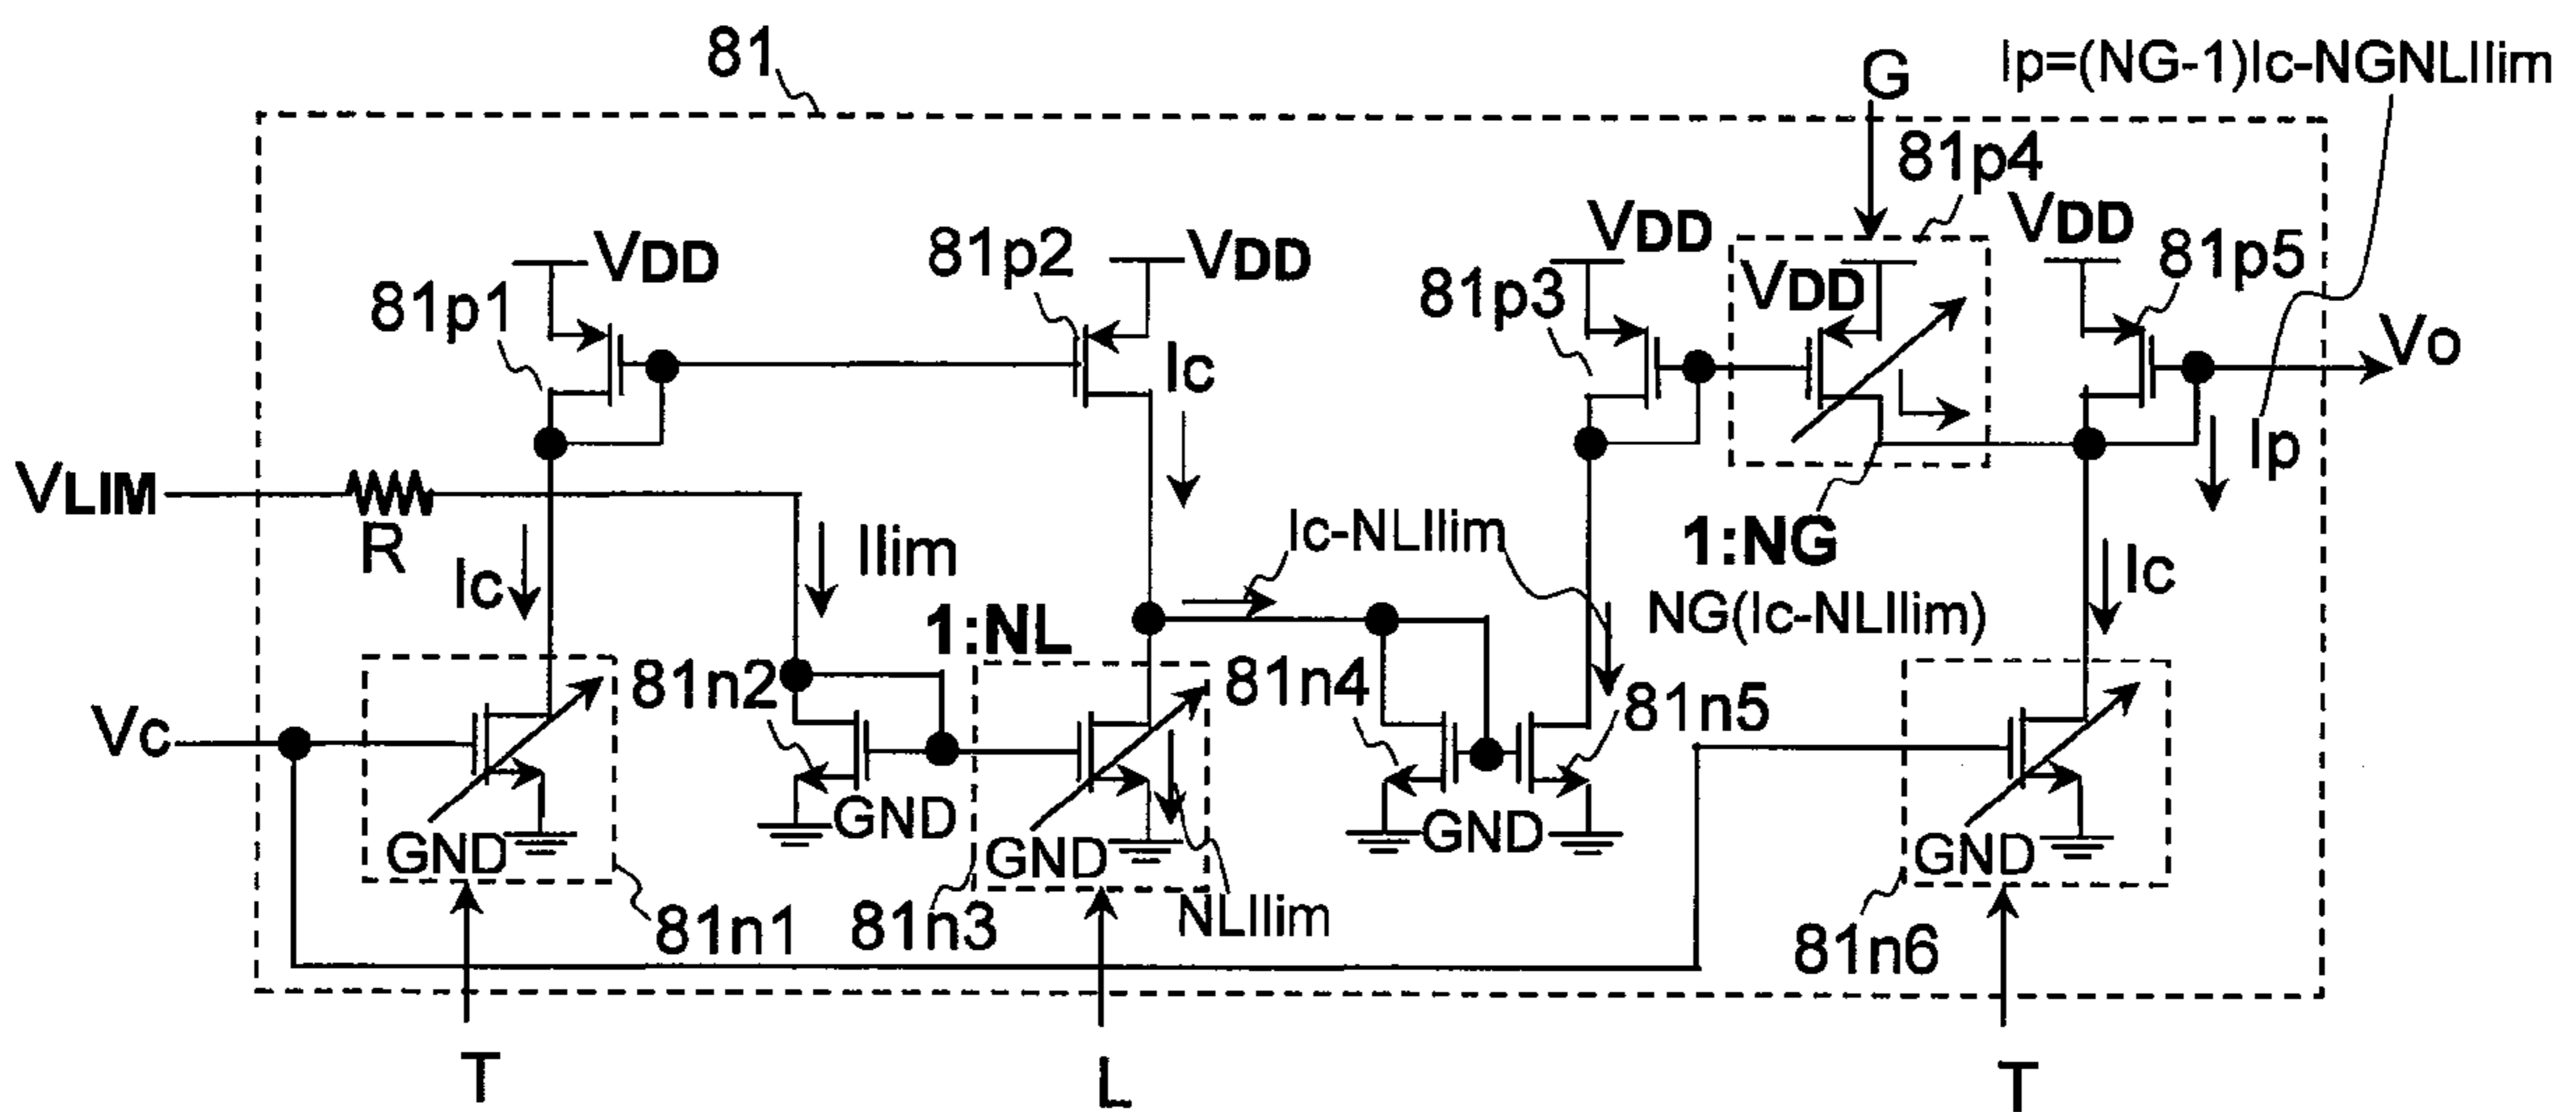 81
G
Ip=(NG-1)Ic-NGNLIlim
81p4
VDD
81p2
VDD
VDD
VDD
81p5
81p1
81p3
VDD
Ic
Vo
VLIM
R
Ic
Ilim
Ic-NLIlim
1:NG
Ip
1:NL
NG(Ic-NLIlim)
Ic
Vc
81n2
81n4
81n5
GND
GND
GND
GND
GND
81n1
81n3
NLIlim
81n6
T
L
T